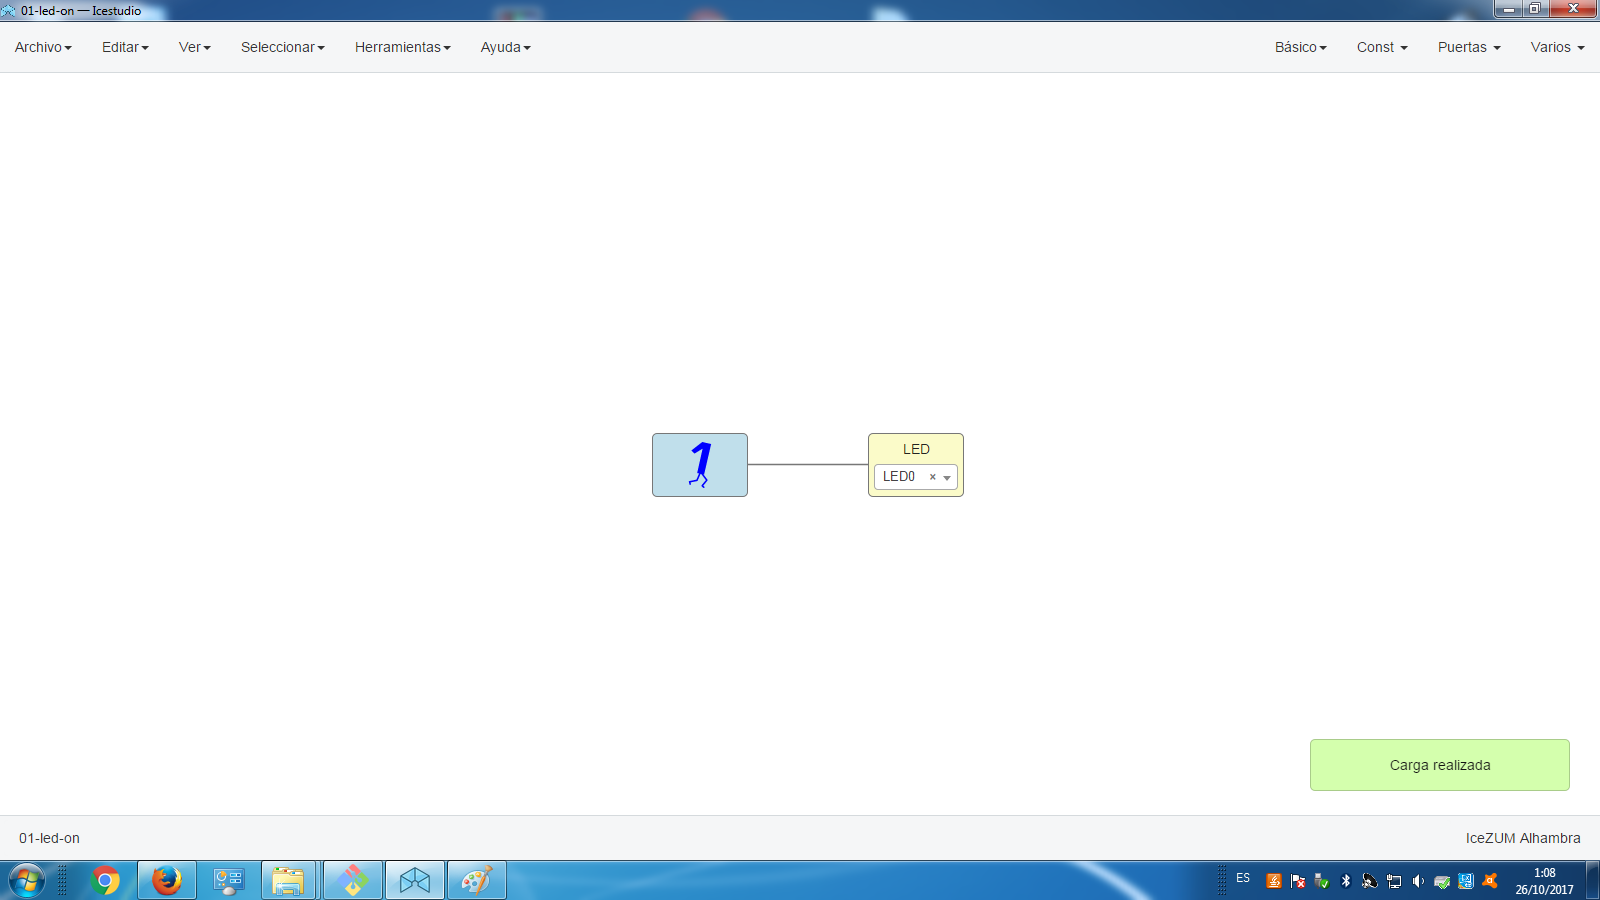 01-led-on — Icestudio
Archivo Editar Ver Seleccionar Herramientas Ayuda Básico Const Puertas Varios
1
LED
LED0 ×
Carga realizada
01-led-on IceZUM Alhambra
ES 1:08
26/10/2017